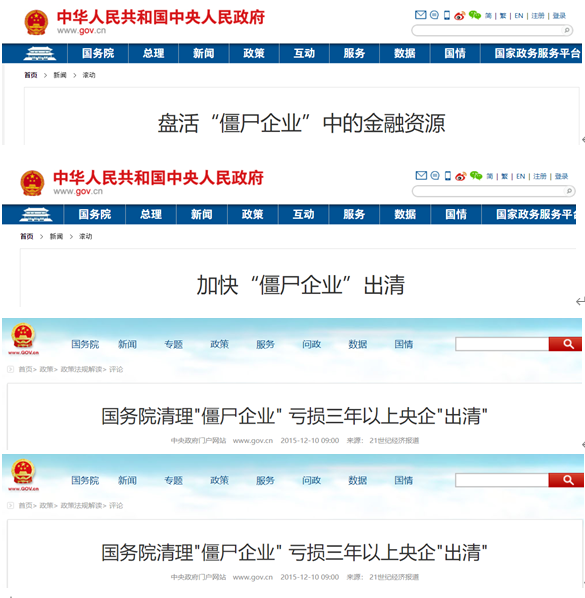 中华人民共和国中央人民政府
www.gov.cn
简 | 繁 | EN | 注册 | 登录
国务院 总理 新闻 政策 互动 服务 数据 国情 国家政务服务平台
首页 > 新闻 > 滚动
盘活“僵尸企业”中的金融资源
中华人民共和国中央人民政府
www.gov.cn
简 | 繁 | EN | 注册 | 登录
国务院 总理 新闻 政策 互动 服务 数据 国情 国家政务服务平台
首页 > 新闻 > 滚动
加快“僵尸企业”出清
www.GOV.cn
国务院 新闻 专题 政策 服务 问政 数据 国情
首页> 政策> 政策法规解读> 评论
国务院清理"僵尸企业" 亏损三年以上央企"出清"
中央政府门户网站 www.gov.cn 2015-12-10 09:00 来源： 21世纪经济报道
www.GOV.cn
国务院 新闻 专题 政策 服务 问政 数据 国情
首页> 政策> 政策法规解读> 评论
国务院清理"僵尸企业" 亏损三年以上央企"出清"
中央政府门户网站 www.gov.cn 2015-12-10 09:00 来源： 21世纪经济报道